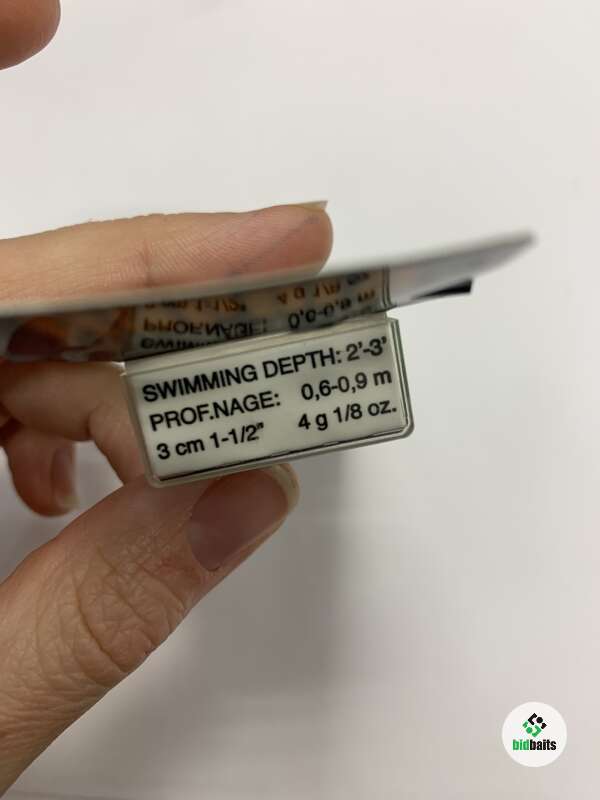 SWIMMING DEPTH: 2'-3'
PROF.NAGE: 0,6-0,9 m
3 cm 1-1/2" 4 g 1/8 oz.
bidbaits